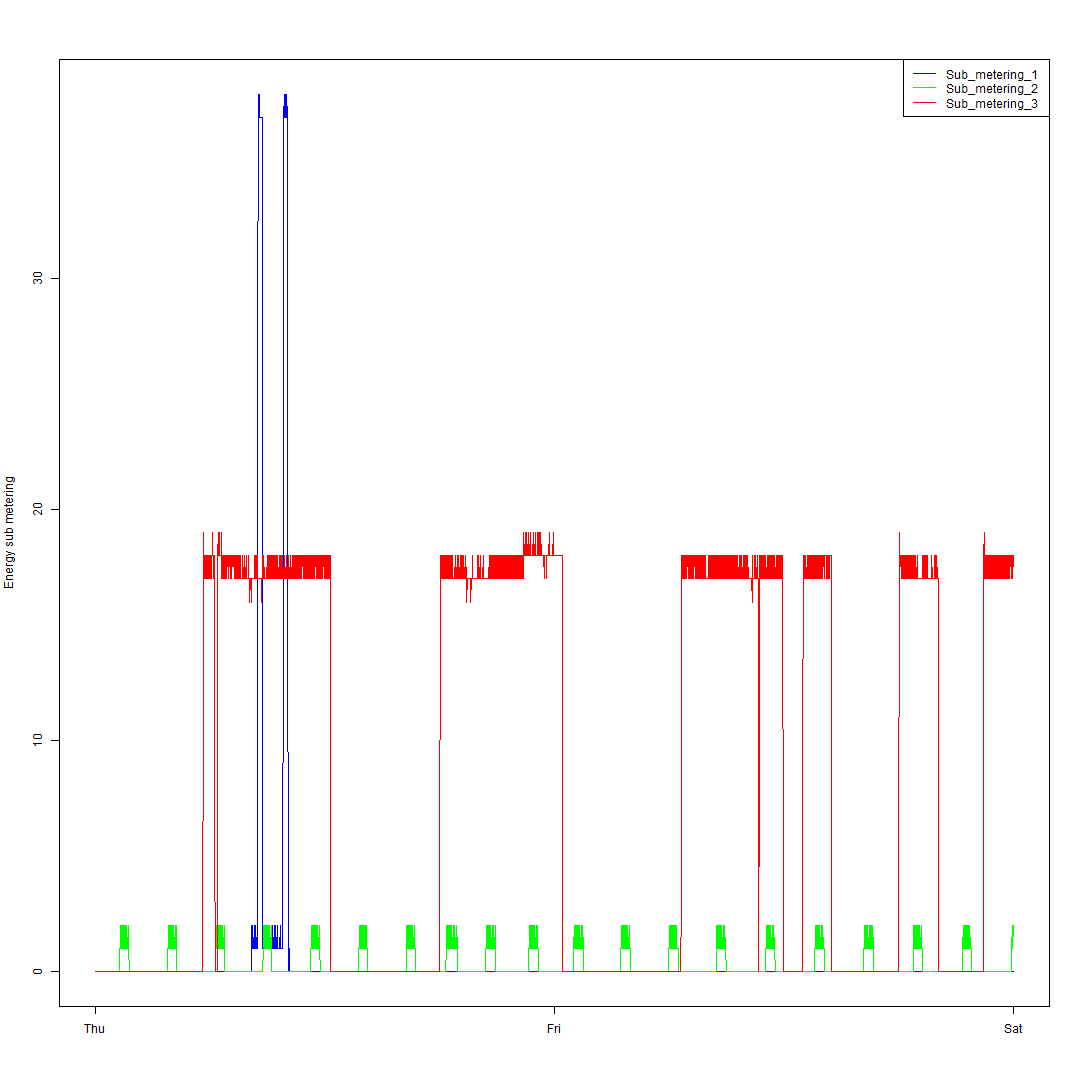 Sub_metering_1
Sub_metering_2
Sub_metering_3
Energy sub metering
30
20
10
0
Thu
Fri
Sat